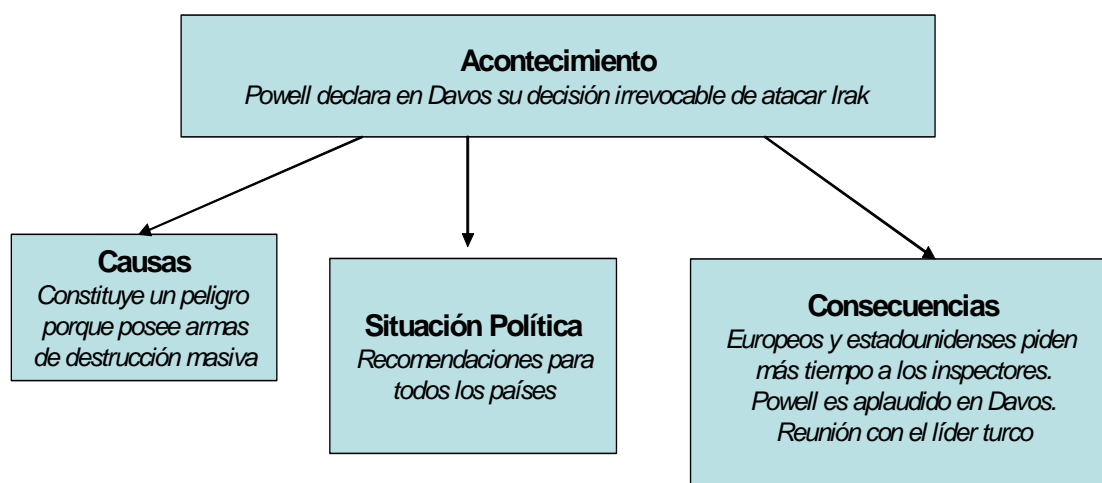 Acontecimiento
Powell declara en Davos su decisión irrevocable de atacar Irak
Causas
Constituye un peligro
porque posee armas
de destrucción masiva
Situación Política
Recomendaciones para
todos los países
Consecuencias
Europeos y estadounidenses piden
más tiempo a los inspectores.
Powell es aplaudido en Davos.
Reunión con el líder turco